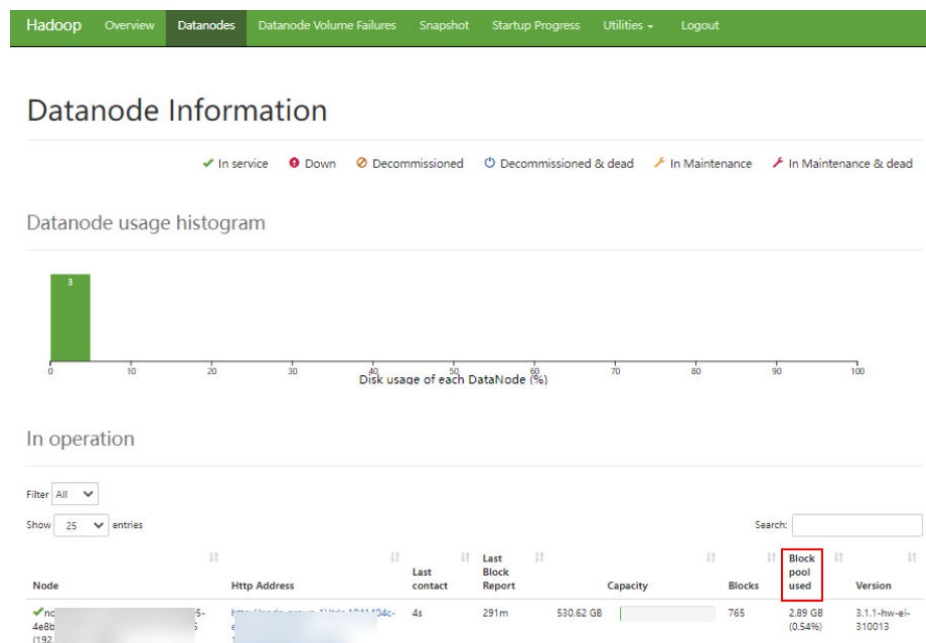 Hadoop Overview Datanodes Datanode Volume Failures Snapshot Startup Progress Utilities Logout
Datanode Information
In service Down Decommissioned Decommissioned & dead In Maintenance In Maintenance & dead
Datanode usage histogram
3
0 10 20 30 40 50 60 70 80 90 100
Disk usage of each DataNode (%)
In operation
Filter All
Show 25 entries Search:
Node Http Address Last contact Last Block Report Capacity Blocks Block pool used Version
4s 291m 530.62 GB 765 2.89 GB (0.54%) 3.1.1-hw-ei-310013
4e8b
(192.